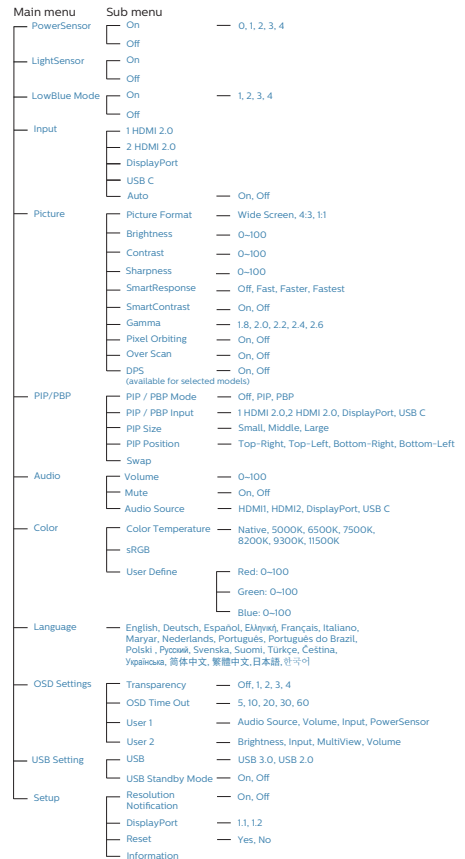 Main menu Sub menu
PowerSensor On 0, 1, 2, 3, 4
Off
LightSensor On
Off
LowBlue Mode On 1, 2, 3, 4
Off
Input 1 HDMI 2.0
2 HDMI 2.0
DisplayPort
USB C
Auto On, Off
Picture Picture Format Wide Screen, 4:3, 1:1
Brightness 0~100
Contrast 0~100
Sharpness 0~100
SmartResponse Off, Fast, Faster, Fastest
SmartContrast On, Off
Gamma 1.8, 2.0, 2.2, 2.4, 2.6
Pixel Orbiting On, Off
Over Scan On, Off
DPS On, Off
(available for selected models)
PIP/PBP PIP / PBP Mode Off, PIP, PBP
PIP / PBP Input 1 HDMI 2.0,2 HDMI 2.0, DisplayPort, USB C
PIP Size Small, Middle, Large
PIP Position Top-Right, Top-Left, Bottom-Right, Bottom-Left
Swap
Audio Volume 0~100
Mute On, Off
Audio Source HDMI1, HDMI2, DisplayPort, USB C
Color Color Temperature Native, 5000K, 6500K, 7500K,
8200K, 9300K, 11500K
sRGB
User Define Red: 0~100
Green: 0~100
Blue: 0~100
Language English, Deutsch, Español, Ελληνική, Français, Italiano,
Maryar, Nederlands, Português, Português do Brazil,
Polski , Русский, Svenska, Suomi, Türkçe, Čeština,
Українська, 简体中文, 繁體中文,日本語,한국어
OSD Settings Transparency Off, 1, 2, 3, 4
OSD Time Out 5, 10, 20, 30, 60
User 1 Audio Source, Volume, Input, PowerSensor
User 2 Brightness, Input, MultiView, Volume
USB Setting USB USB 3.0, USB 2.0
USB Standby Mode On, Off
Setup Resolution On, Off
Notification
DisplayPort 1.1, 1.2
Reset Yes, No
Information